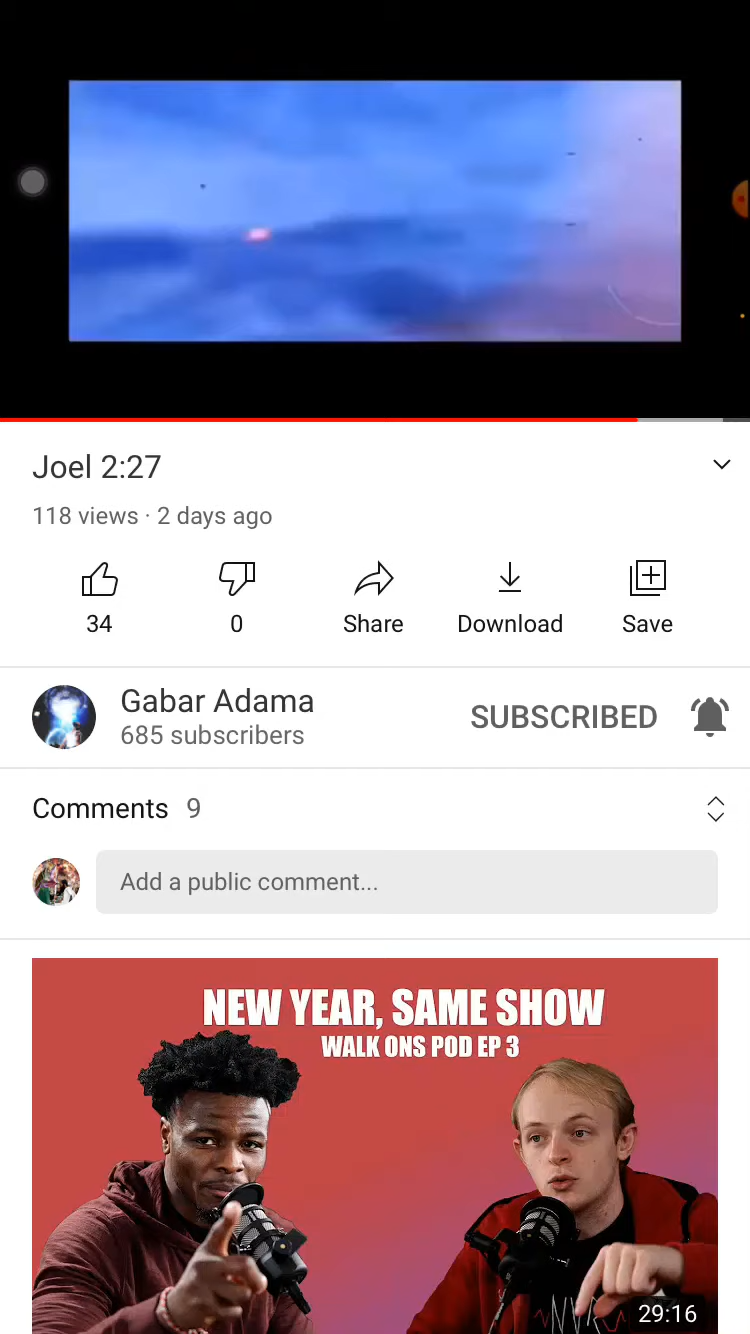 Joel 2:27
118 views · 2 days ago
34
0
Share
Download
Save
Gabar Adama
685 subscribers
SUBSCRIBED
Comments 9
Add a public comment...
NEW YEAR, SAME SHOW
WALK ONS POD EP 3
29:16